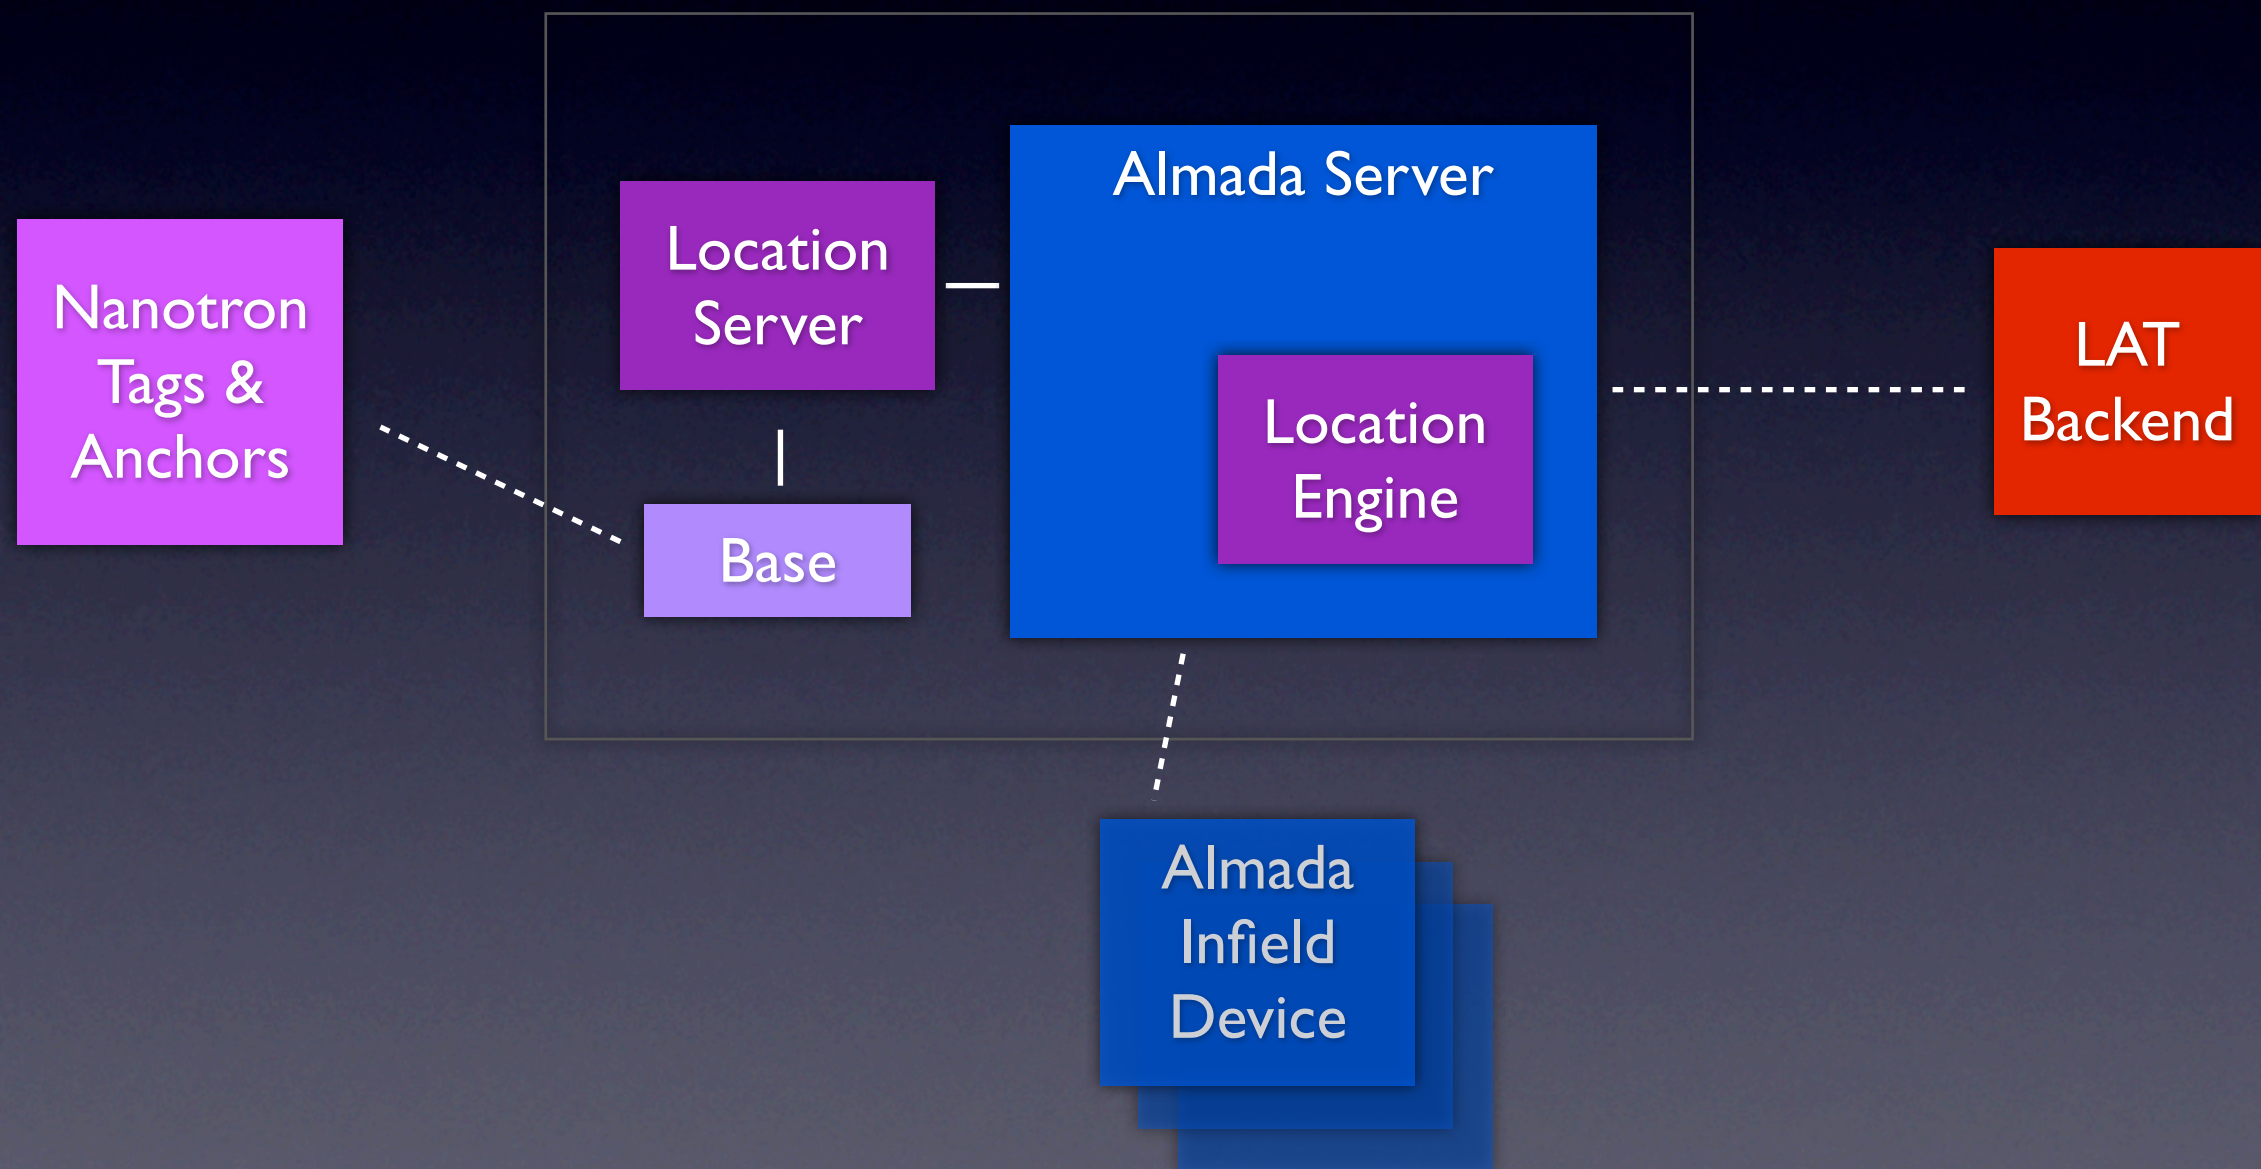 Nanotron
Tags &
Anchors
Location
Server
Base
Almada Server
Location
Engine
LAT
Backend
Almada
Infield
Device